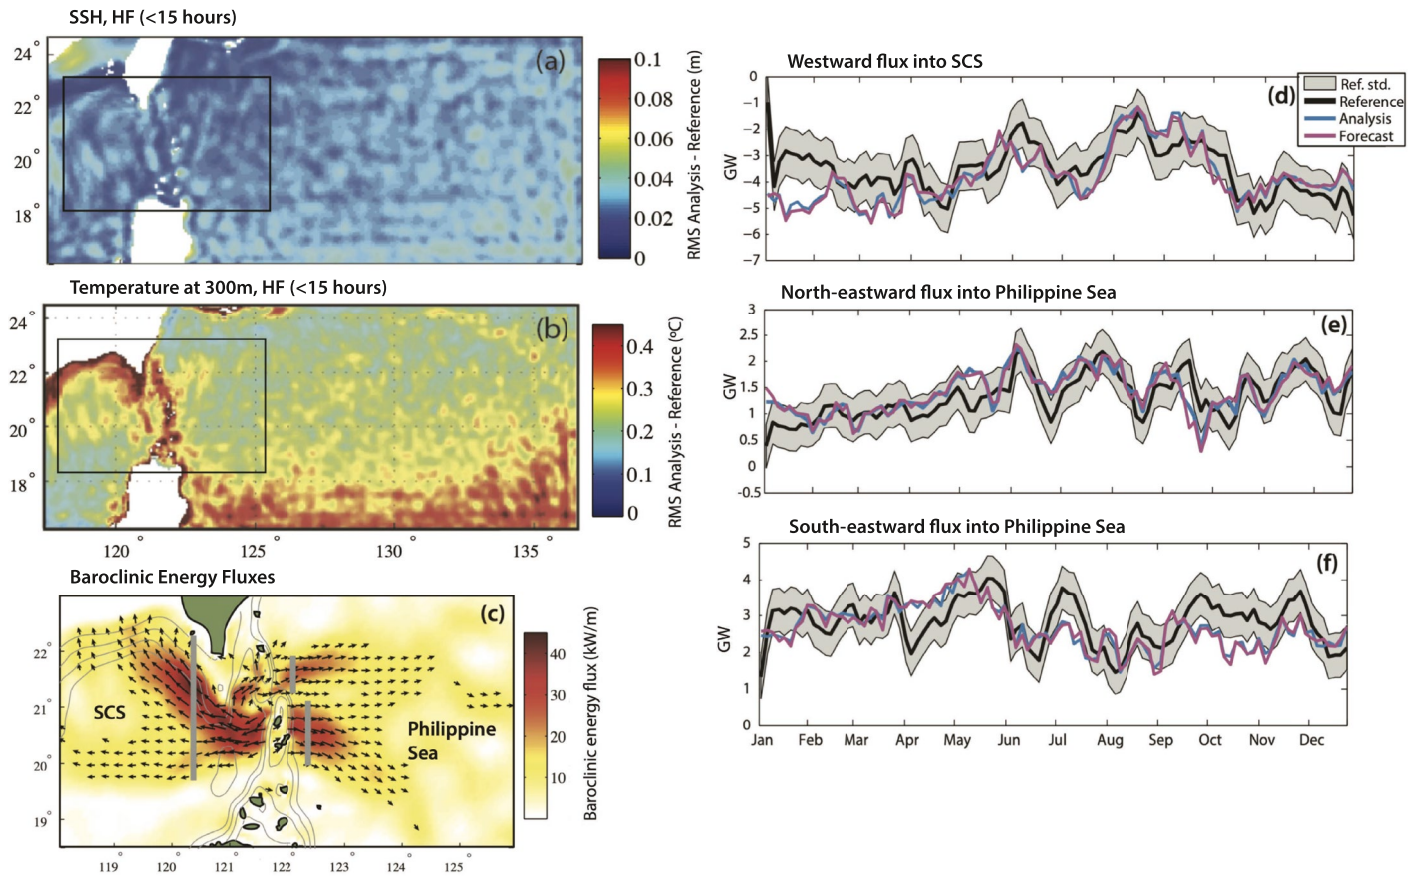 SSH, HF (<15 hours)
24°
22°
20°
18°
(a)
0.1
0.08
0.06
0.04
0.02
0
RMS Analysis - Reference (m)
Temperature at 300m, HF (<15 hours)
24°
22°
20°
18°
(b)
120° 125° 130° 135°
0.4
0.3
0.2
0.1
0
RMS Analysis - Reference (ºC)
Baroclinic Energy Fluxes
(c)
22°
21°
20°
19°
SCS
Philippine
Sea
119° 120° 121° 122° 123° 124° 125°
40
30
20
10
Baroclinic energy flux (kW/m)
Westward flux into SCS
(d)
0
−1
−2
−3
−4
−5
−6
−7
GW
Ref. std.
Reference
Analysis
Forecast
North-eastward flux into Philippine Sea
(e)
3
2.5
2
1.5
1
0.5
0
-0.5
GW
South-eastward flux into Philippine Sea
(f)
5
4
3
2
1
0
GW
Jan Feb Mar Apr May Jun Jul Aug Sep Oct Nov Dec